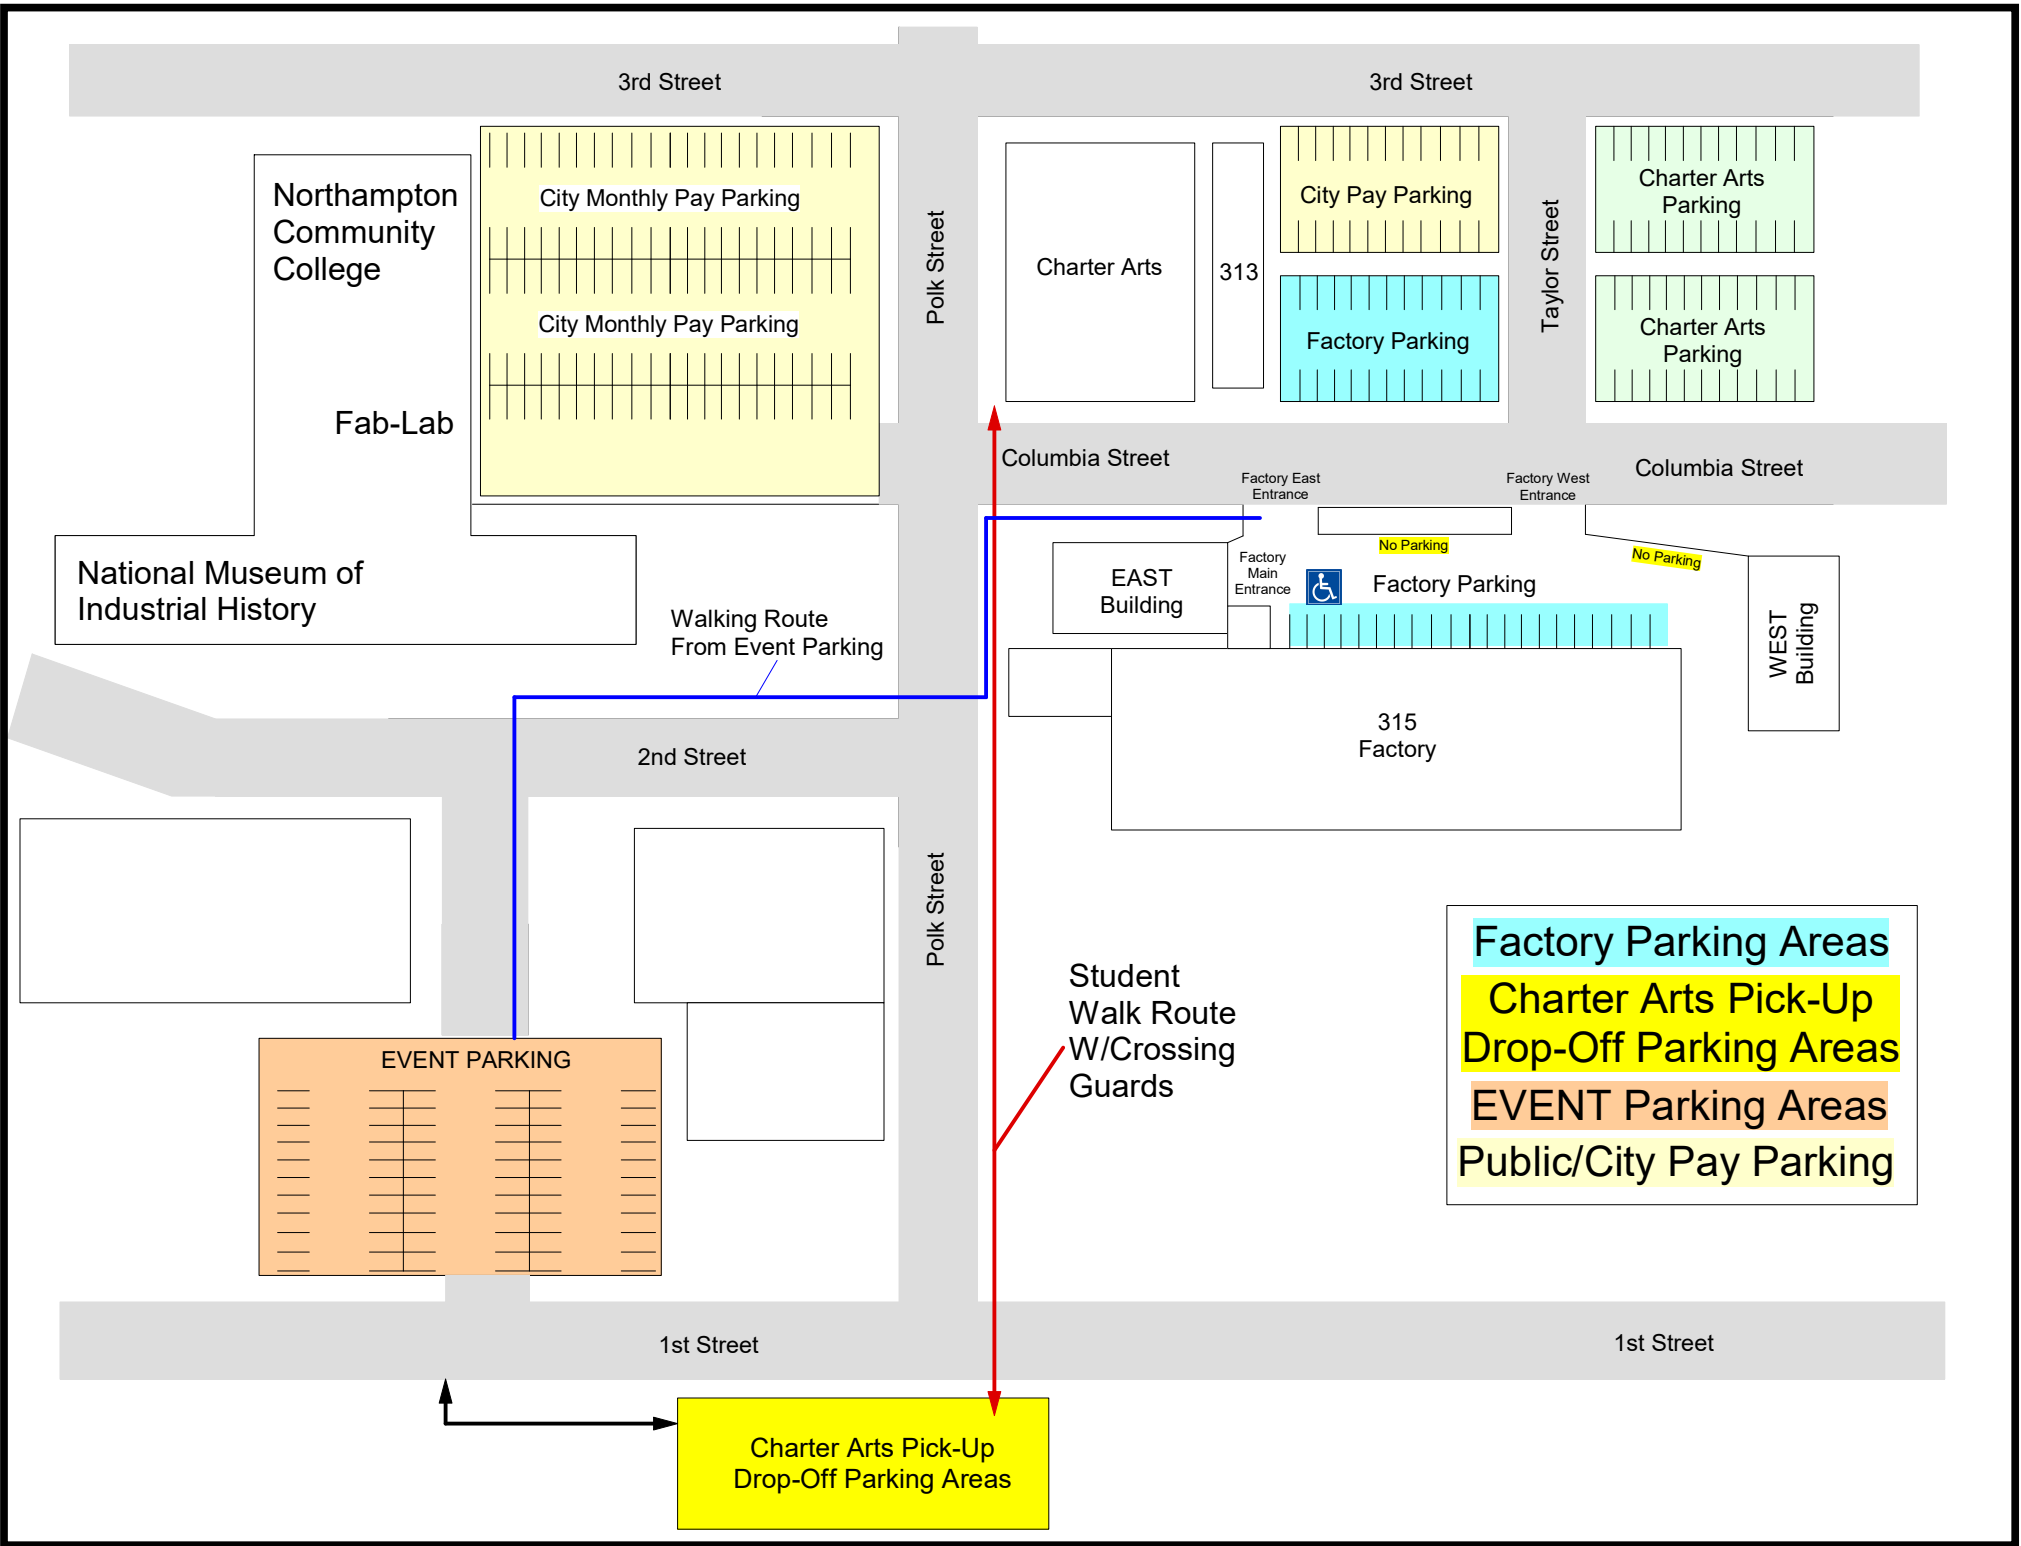 3rd Street
3rd Street
Northampton
Community
College
City Monthly Pay Parking
City Monthly Pay Parking
Fab-Lab
Polk Street
Charter Arts
313
City Pay Parking
Factory Parking
Taylor Street
Charter Arts
Parking
Charter Arts
Parking
Columbia Street
Columbia Street
Factory East
Entrance
Factory West
Entrance
No Parking
No Parking
National Museum of
Industrial History
EAST
Building
Factory
Main
Entrance
Factory Parking
WEST
Building
Walking Route
From Event Parking
315
Factory
2nd Street
Polk Street
Student
Walk Route
W/Crossing
Guards
Factory Parking Areas
Charter Arts Pick-Up
Drop-Off Parking Areas
EVENT Parking Areas
Public/City Pay Parking
EVENT PARKING
1st Street
1st Street
Charter Arts Pick-Up
Drop-Off Parking Areas